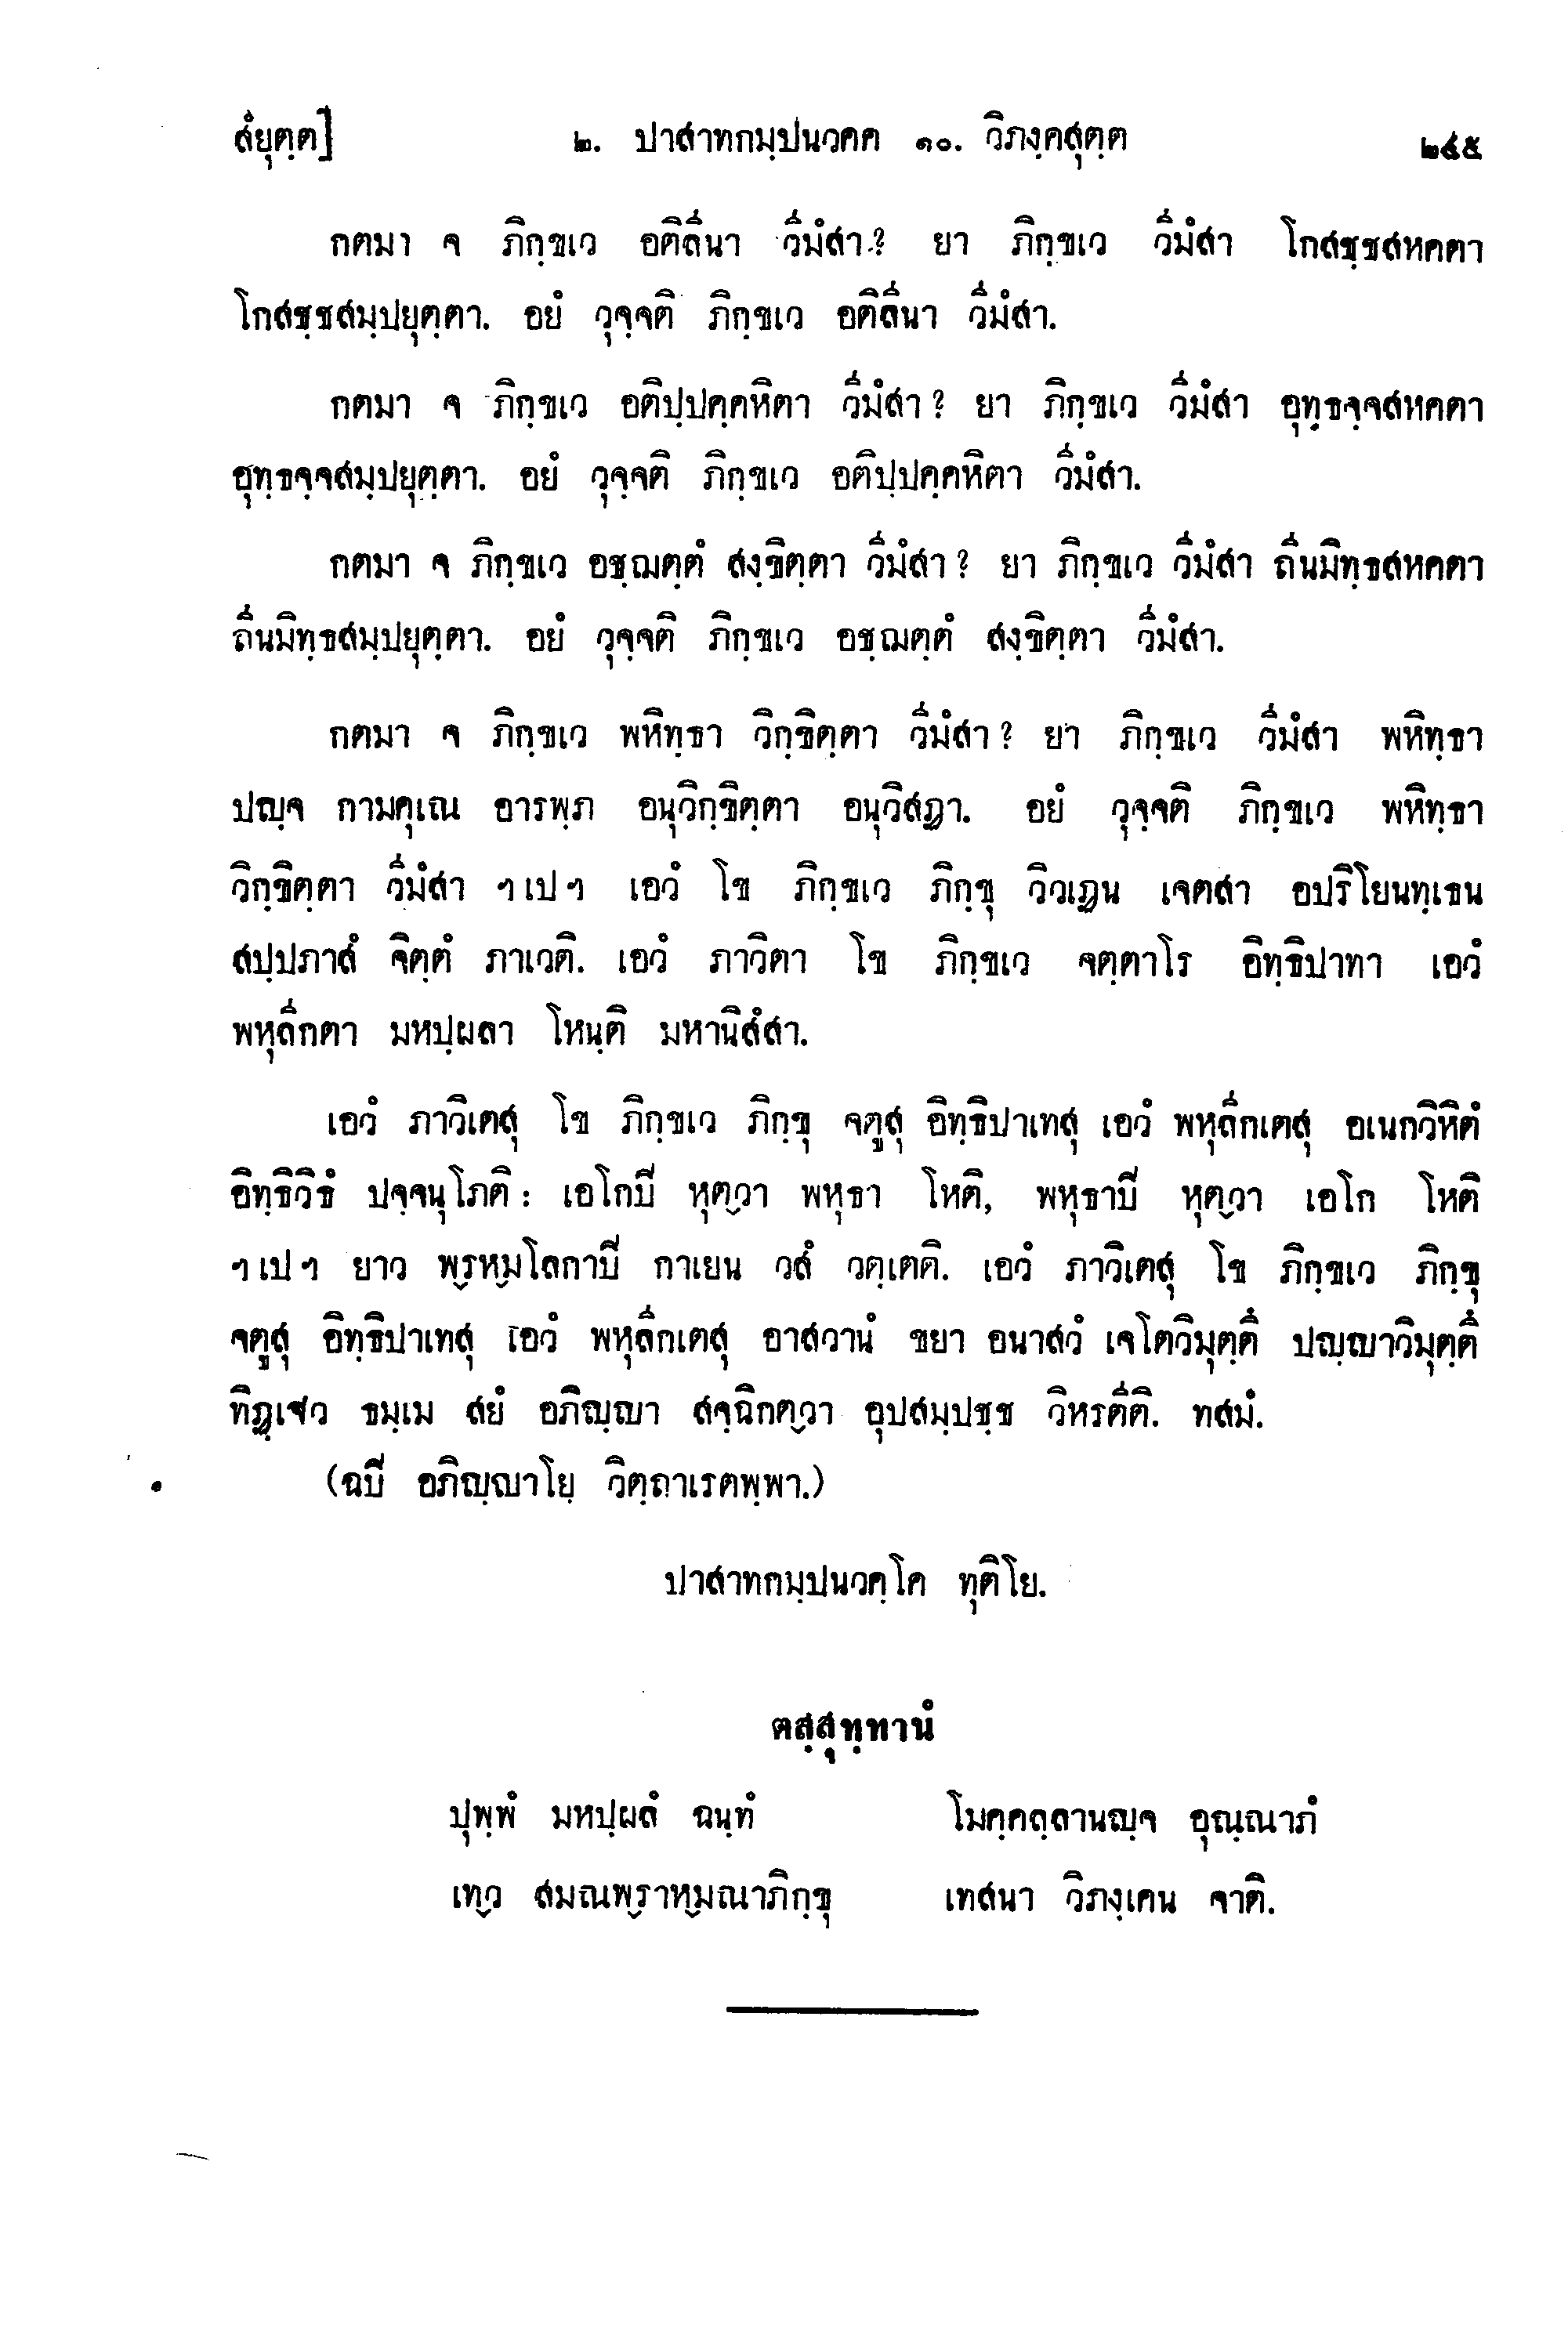 สํยุตฺต] ๒. ปาสาทกมฺปนวคค ๑๐. วิภงฺคสุตฺต ๒๔๕
กตมา จ ภิกฺขเว อติลีนา วีมํสา? ยา ภิกฺขเว วีมํสา โกสชฺชสหคตา
โกสชฺชสมฺปยุตฺตา. อยํ วุจฺจติ ภิกฺขเว อติลีนา วีมํสา.
กตมา จ ภิกฺขเว อติปฺปคฺคหิตา วีมํสา? ยา ภิกฺขเว วีมํสา อุทฺธจฺจสหคตา
อุทฺธจฺจสมฺปยุตฺตา. อยํ วุจฺจติ ภิกฺขเว อติปฺปคฺคหิตา วีมํสา.
กตมา จ ภิกฺขเว อชฺฌตฺตํ สงฺขิตฺตา วีมํสา? ยา ภิกฺขเว วีมํสา ถีนมิทฺธสหคตา
ถีนมิทฺธสมฺปยุตฺตา. อยํ วุจฺจติ ภิกฺขเว อชฺฌตฺตํ สงฺขิตฺตา วีมํสา.
กตมา จ ภิกฺขเว พหิทฺธา วิกฺขิตฺตา วีมํสา? ยา ภิกฺขเว วีมํสา พหิทฺธา
ปญฺจ กามคุเณ อารพฺภ อนุวิกฺขิตฺตา อนุวิสฏา. อยํ วุจฺจติ ภิกฺขเว พหิทฺธา
วิกฺขิตฺตา วีมํสา ฯเปฯ เอวํ โข ภิกฺขเว ภิกฺขุ วิวเฏน เจตสา อปริโยนทฺเธน
สปฺปภาสํ จิตฺตํ ภาเวติ. เอวํ ภาวิตา โข ภิกฺขเว จตฺตาโร อิทฺธิปาทา เอวํ
พหุลีกตา มหปฺผลา โหนฺติ มหานิสํสา.
เอวํ ภาวิเตสุ โข ภิกฺขเว ภิกฺขุ จตูสุ อิทฺธิปาเทสุ เอวํ พหุลีกเตสุ อเนกวิหิตํ
อิทฺธิวิธํ ปจฺจนุโภติ: เอโกปี หุตฺวา พหุธา โหติ, พหุธาปี หุตฺวา เอโก โหติ
ฯเปฯ ยาว พฺรหฺมโลกาปี กาเยน วสํ วตฺเตติ. เอวํ ภาวิเตสุ โข ภิกฺขเว ภิกฺขุ
จตูสุ อิทฺธิปาเทสุ เอวํ พหุลีกเตสุ อาสวานํ ขยา อนาสวํ เจโตวิมุตฺตึ ปญฺญาวิมุตฺตึ
ทิฏฺเฐว ธมฺเม สยํ อภิญฺญา สจฺฉิกตฺวา อุปสมฺปชฺช วิหรตีติ. ทสมํ.
(ฉปี อภิญฺญาโย วิตฺถาเรตพฺพา.)
ปาสาทกมฺปนวคฺโค ทุติโย.
ตสฺสุทฺทานํ
ปุพฺพํ มหปฺผลํ ฉนฺทํ โมคฺคลฺลานญฺจ อุณฺณาภํ
เทฺว สมณพฺราหฺมณาภิกฺขุ เทสนา วิภงฺเคน จาติ.